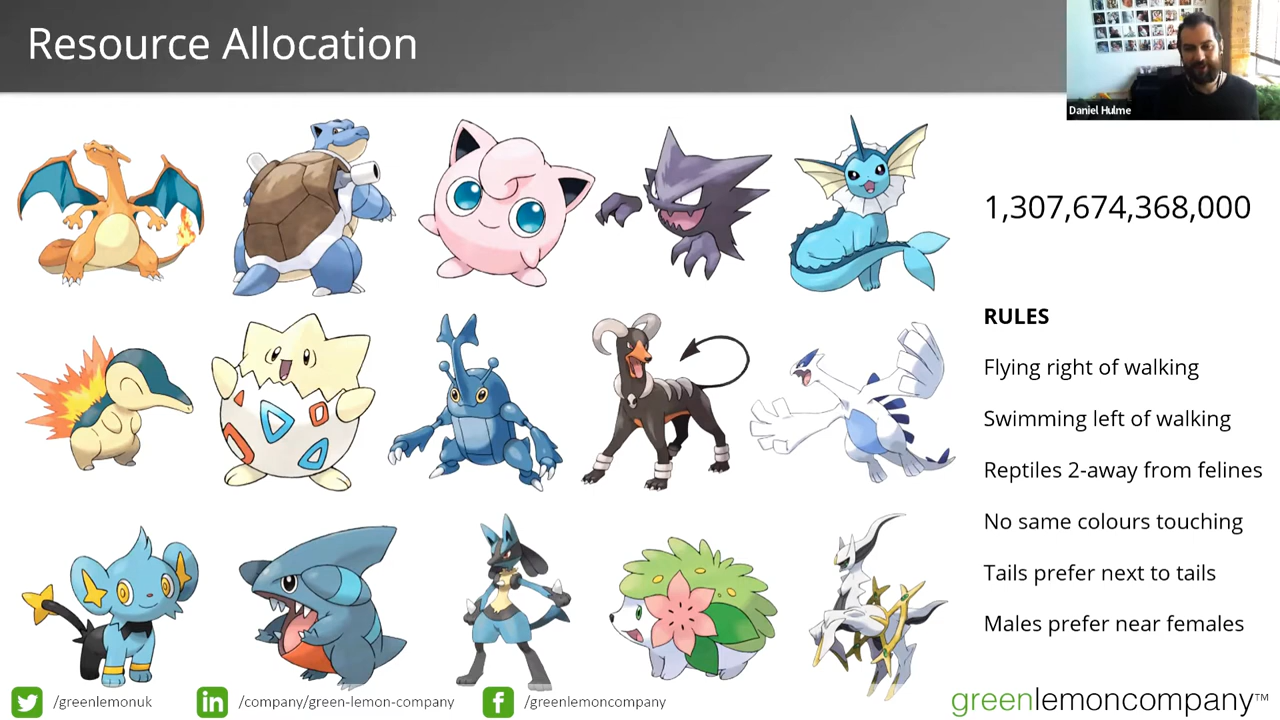 Resource Allocation
Daniel Hulme
1,307,674,368,000
RULES
Flying right of walking
Swimming left of walking
Reptiles 2-away from felines
No same colours touching
Tails prefer next to tails
Males prefer near females
/greenlemonuk
in
/company/green-lemon-company
f
/greenlemoncompany
greenlemoncompany™